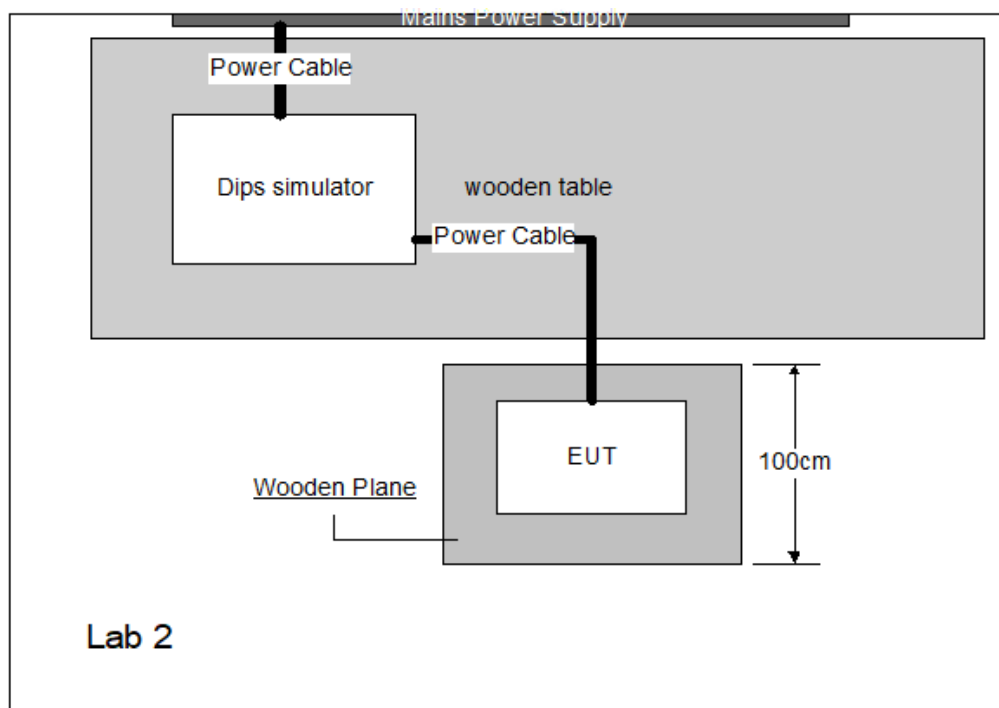 Mains Power Supply
Power Cable
Dips simulator
wooden table
Power Cable
EUT
100cm
Wooden Plane
Lab 2